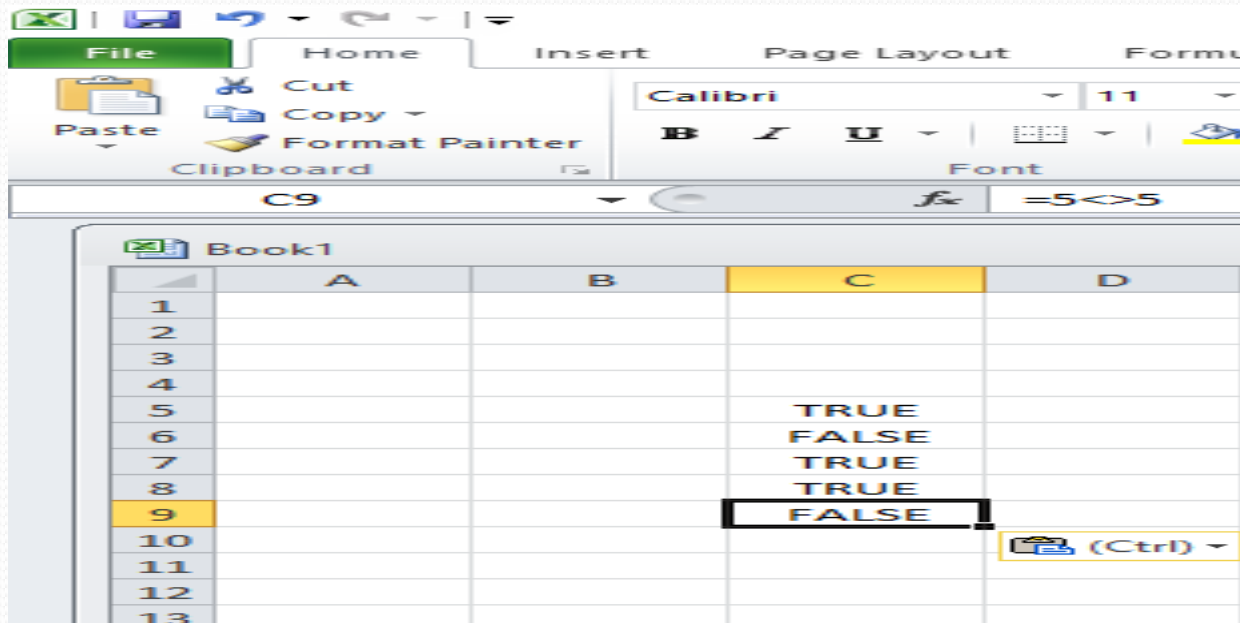 File Home Insert Page Layout Formu
Cut
Copy
Paste
Format Painter
Clipboard
Calibri 11
B I U
Font
C9 fx =5<>5
Book1
A B C D
1
2
3
4
5 TRUE
6 FALSE
7 TRUE
8 TRUE
9 FALSE
10 (Ctrl)
11
12
13